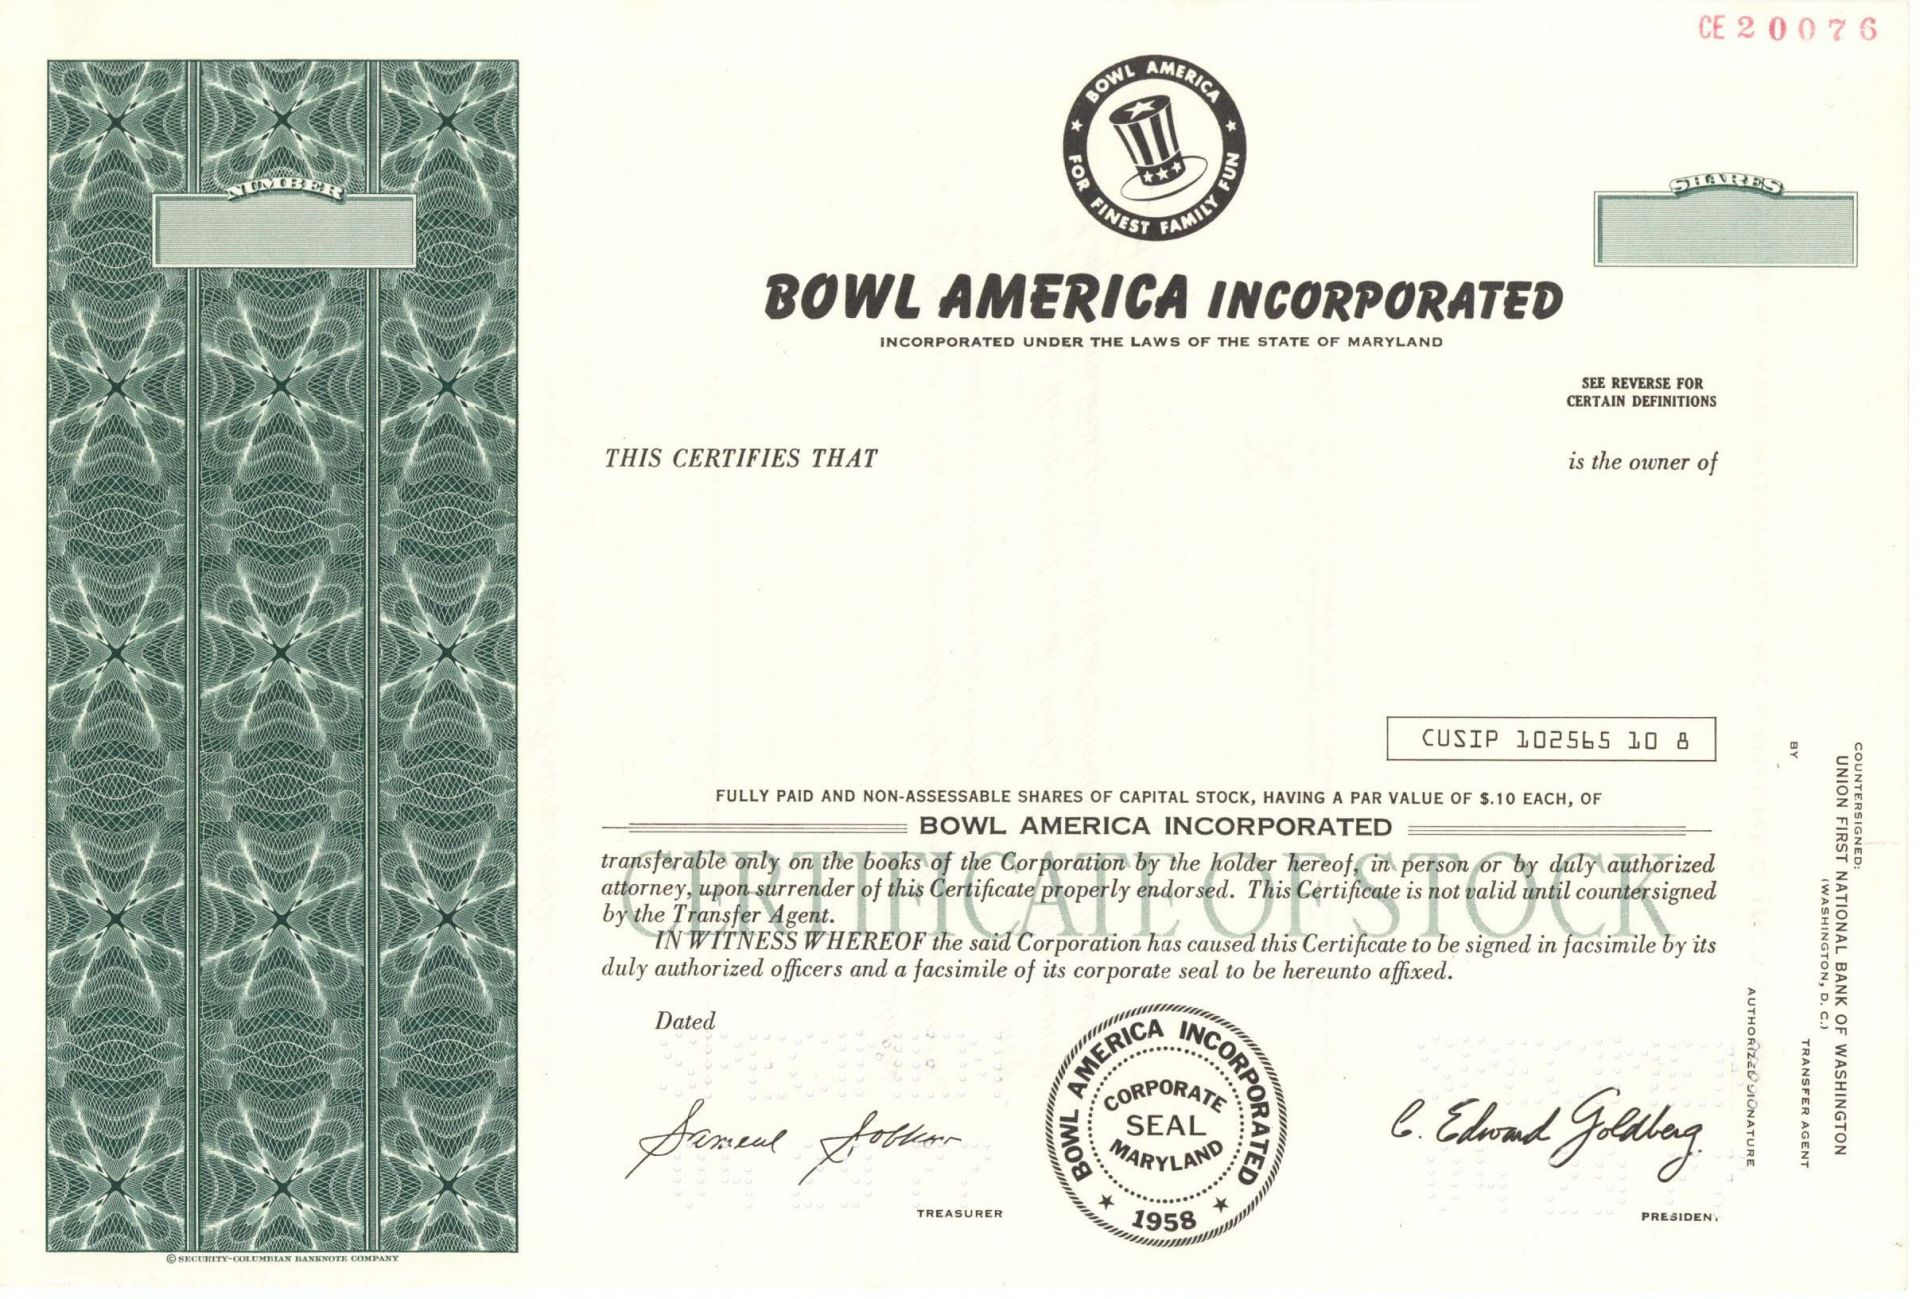 CE 20076
BOWL AMERICA
FOR FINEST FAMILY FUN
NUMBER
SHARES
BOWL AMERICA INCORPORATED
INCORPORATED UNDER THE LAWS OF THE STATE OF MARYLAND
SEE REVERSE FOR
CERTAIN DEFINITIONS
THIS CERTIFIES THAT
is the owner of
CUSIP 102565 10 8
FULLY PAID AND NON-ASSESSABLE SHARES OF CAPITAL STOCK, HAVING A PAR VALUE OF $.10 EACH, OF
BOWL AMERICA INCORPORATED
CERTIFICATE OF STOCK
transferable only on the books of the Corporation by the holder hereof, in person or by duly authorized
attorney, upon surrender of this Certificate properly endorsed. This Certificate is not valid until countersigned
by the Transfer Agent.
IN WITNESS WHEREOF the said Corporation has caused this Certificate to be signed in facsimile by its
duly authorized officers and a facsimile of its corporate seal to be hereunto affixed.
Dated
BOWL AMERICA INCORPORATED
CORPORATE
SEAL
MARYLAND
1958
Samuel
TREASURER
C. Edward Goldberg
PRESIDENT
COUNTERSIGNED:
UNION FIRST NATIONAL BANK OF WASHINGTON
(WASHINGTON, D. C.)
TRANSFER AGENT
BY
AUTHORIZED SIGNATURE
© SECURITY-COLUMBIAN BANKNOTE COMPANY